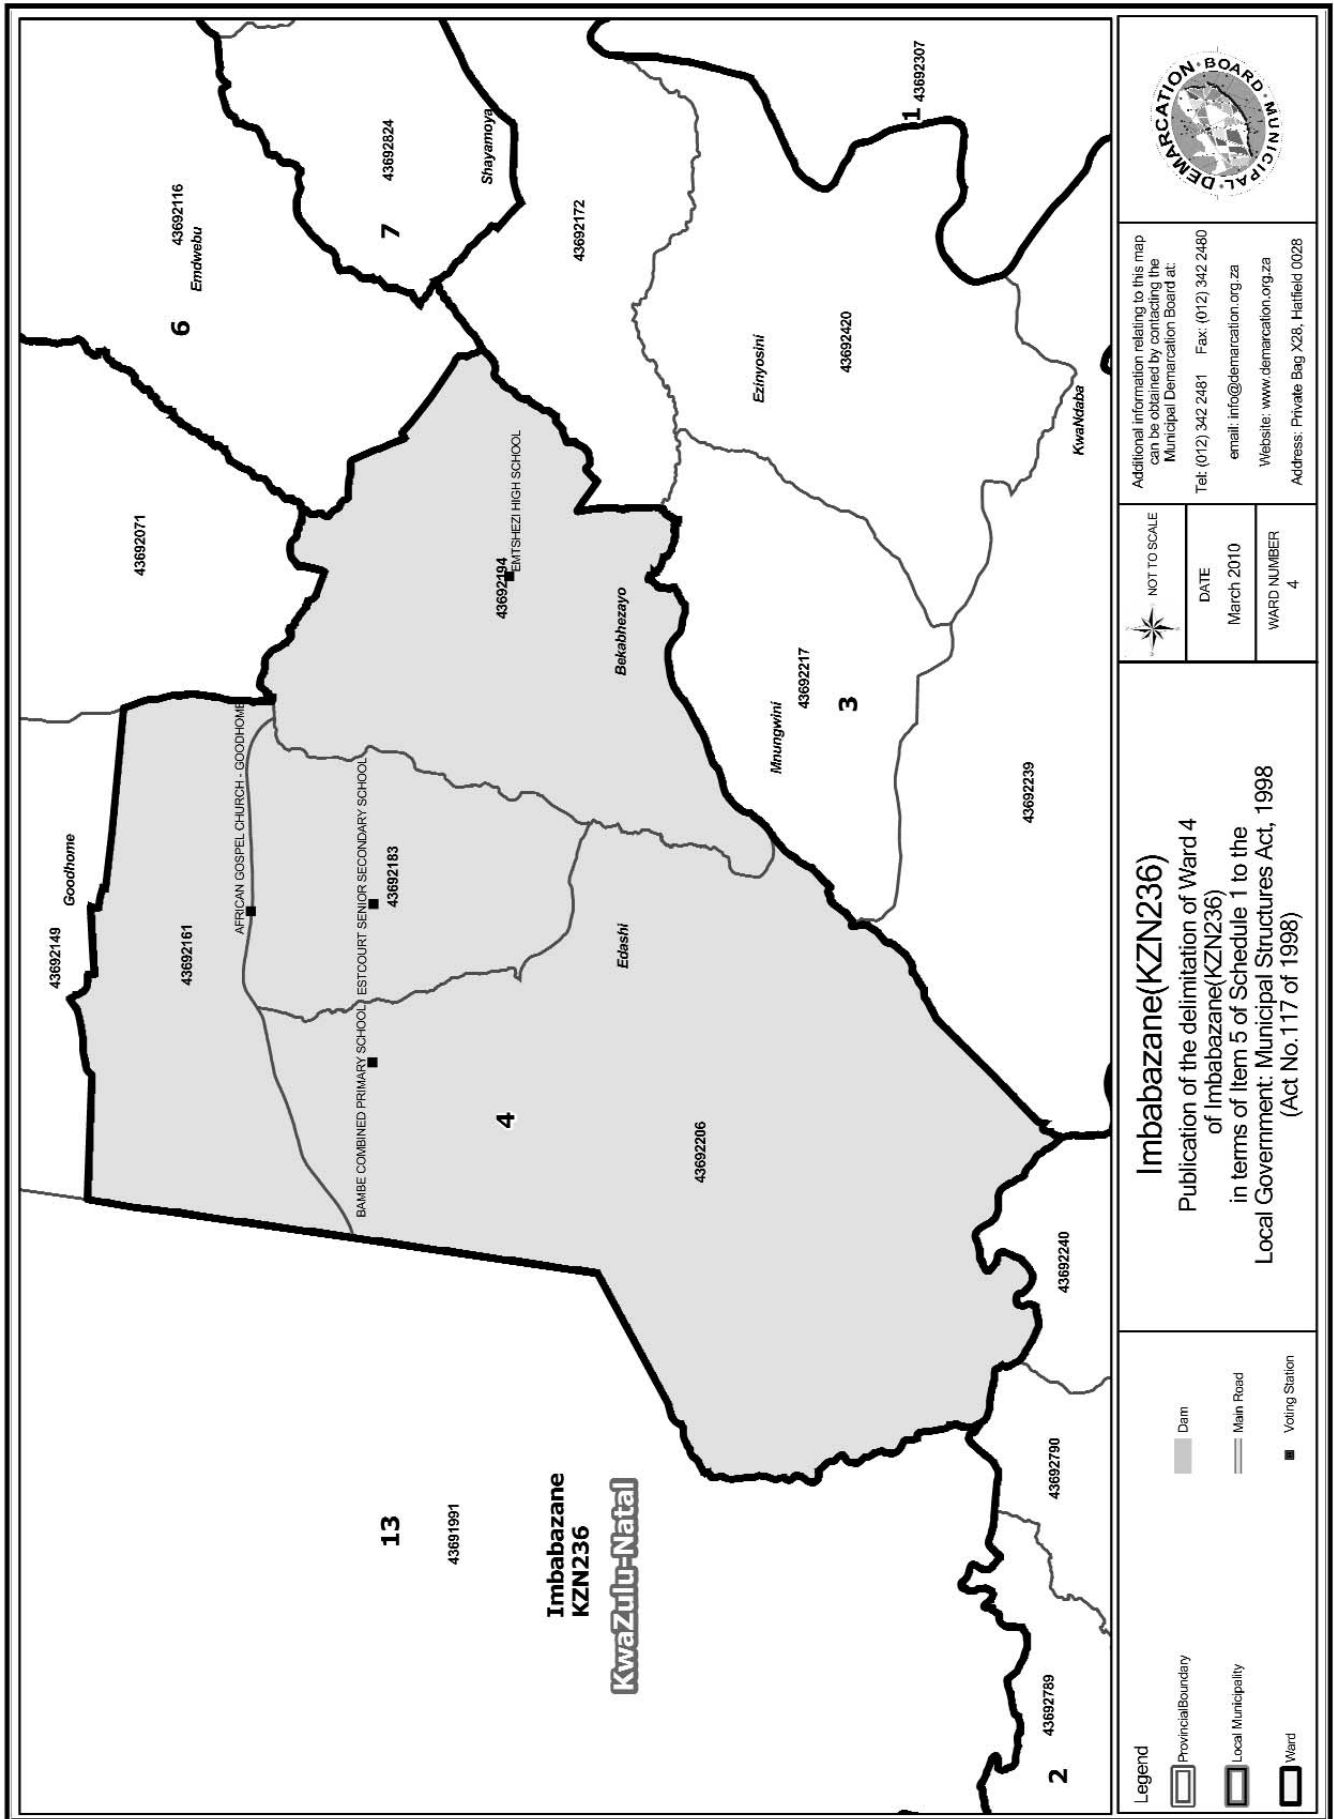 43692149
Goodhome
43692071
6
43692116
Emdwebu
43692161
AFRICAN GOSPEL CHURCH - GOODHOME
7
43692824
Shayamoya
BAMBE COMBINED PRIMARY SCHOOL
ESTCOURT SENIOR SECONDARY SCHOOL
43692183
13
43691991
4
43692194
EMTSHEZI HIGH SCHOOL
43692172
Imbabazane
KZN236
KwaZulu-Natal
Edashi
Bekabhezayo
43692206
Mnungwini
43692217
3
Ezinyosini
43692420
1
43692307
43692239
KwaNdaba
2
43692789
43692790
43692240
Legend
ProvincialBoundary
Local Municipality
Ward
Dam
Main Road
Voting Station
Imbabazane(KZN236)
Publication of the delimitation of Ward 4
of Imbabazane(KZN236)
in terms of Item 5 of Schedule 1 to the
Local Government: Municipal Structures Act, 1998
(Act No.117 of 1998)
NOT TO SCALE
DATE
March 2010
WARD NUMBER
4
Additional information relating to this map
can be obtained by contacting the
Municipal Demarcation Board at:
Tel: (012) 342 2481 Fax: (012) 342 2480
email: info@demarcation.org.za
Website: www.demarcation.org.za
Address: Private Bag X28, Hatfield 0028
MUNICIPAL · DEMARCATION · BOARD